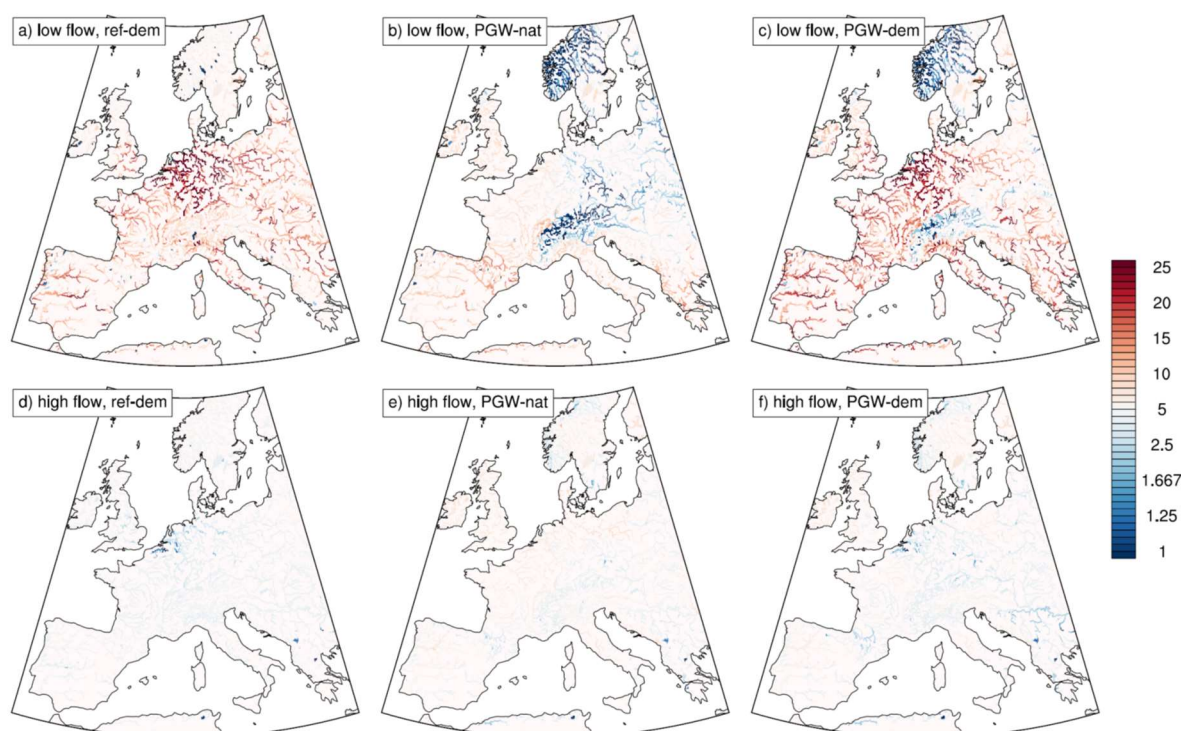 a) low flow, ref-dem
b) low flow, PGW-nat
c) low flow, PGW-dem
d) high flow, ref-dem
e) high flow, PGW-nat
f) high flow, PGW-dem
25
20
15
10
5
2.5
1.667
1.25
1